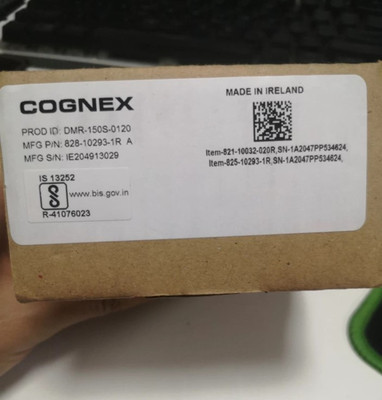 COGNEX
PROD ID: DMR-150S-0120
MFG P/N: 828-10293-1R A
MFG S/N: IE204913029
IS 13252
www.bis.gov.in
R-41076023
MADE IN IRELAND
Item-821-10032-020R,SN-1A2047PP534624,
Item-825-10293-1R,SN-1A2047PP534624,